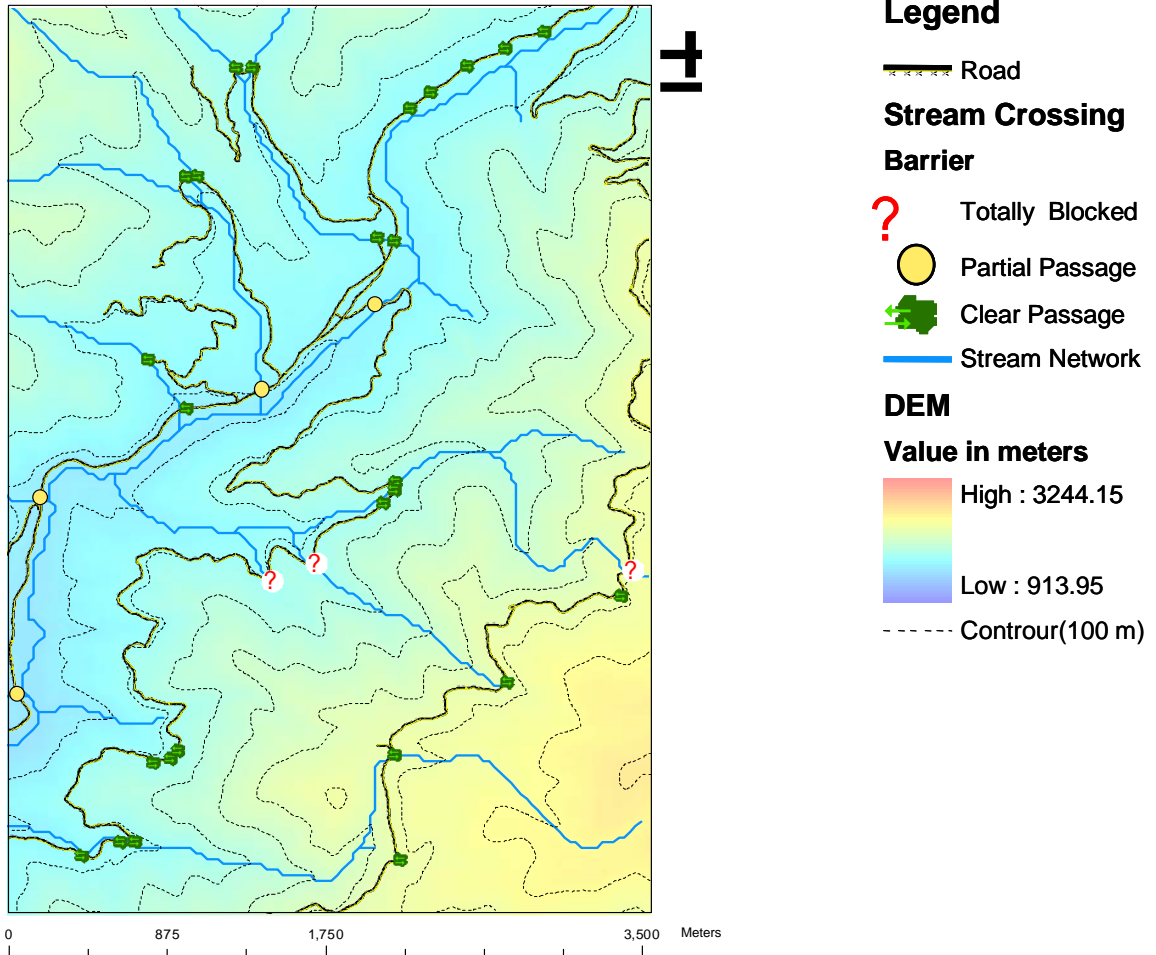 Legend
Road
Stream Crossing
Barrier
? Totally Blocked
Partial Passage
Clear Passage
Stream Network
DEM
Value in meters
High : 3244.15
Low : 913.95
Controur(100 m)
?
?
?
0 875 1,750 3,500 Meters